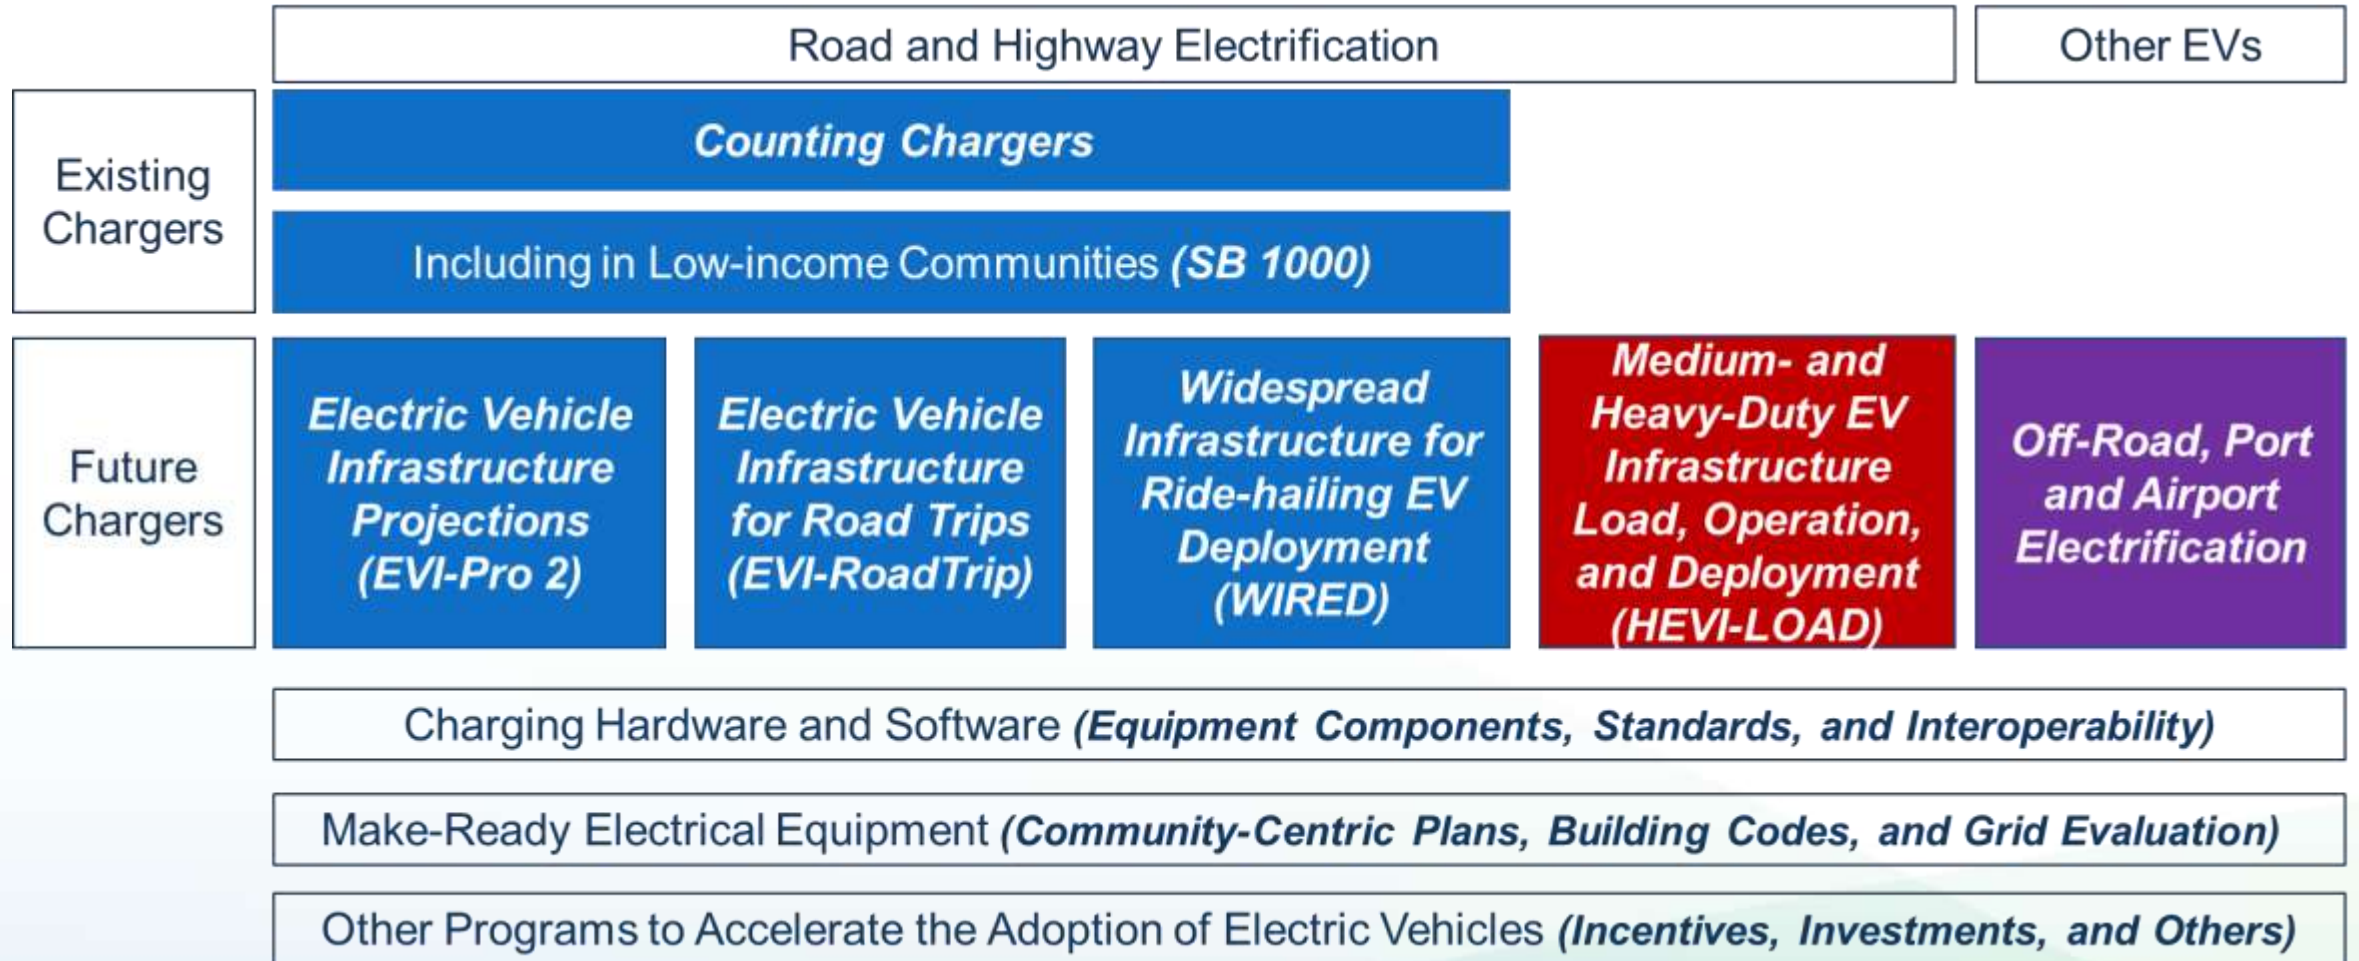 Road and Highway Electrification
Other EVs
Existing
Chargers
Counting Chargers
Including in Low-income Communities (SB 1000)
Future
Chargers
Electric Vehicle
Infrastructure
Projections
(EVI-Pro 2)
Electric Vehicle
Infrastructure
for Road Trips
(EVI-RoadTrip)
Widespread
Infrastructure for
Ride-hailing EV
Deployment
(WIRED)
Medium- and
Heavy-Duty EV
Infrastructure
Load, Operation,
and Deployment
(HEVI-LOAD)
Off-Road, Port
and Airport
Electrification
Charging Hardware and Software (Equipment Components, Standards, and Interoperability)
Make-Ready Electrical Equipment (Community-Centric Plans, Building Codes, and Grid Evaluation)
Other Programs to Accelerate the Adoption of Electric Vehicles (Incentives, Investments, and Others)